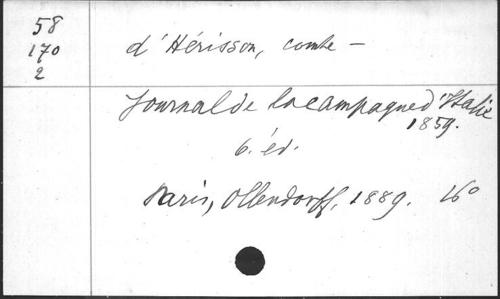 58
170
2
d'Hérisson, comte —
Journal de la campagne d'Italie
1859.
6. éd.
Paris, Ollendorff, 1889. 16°